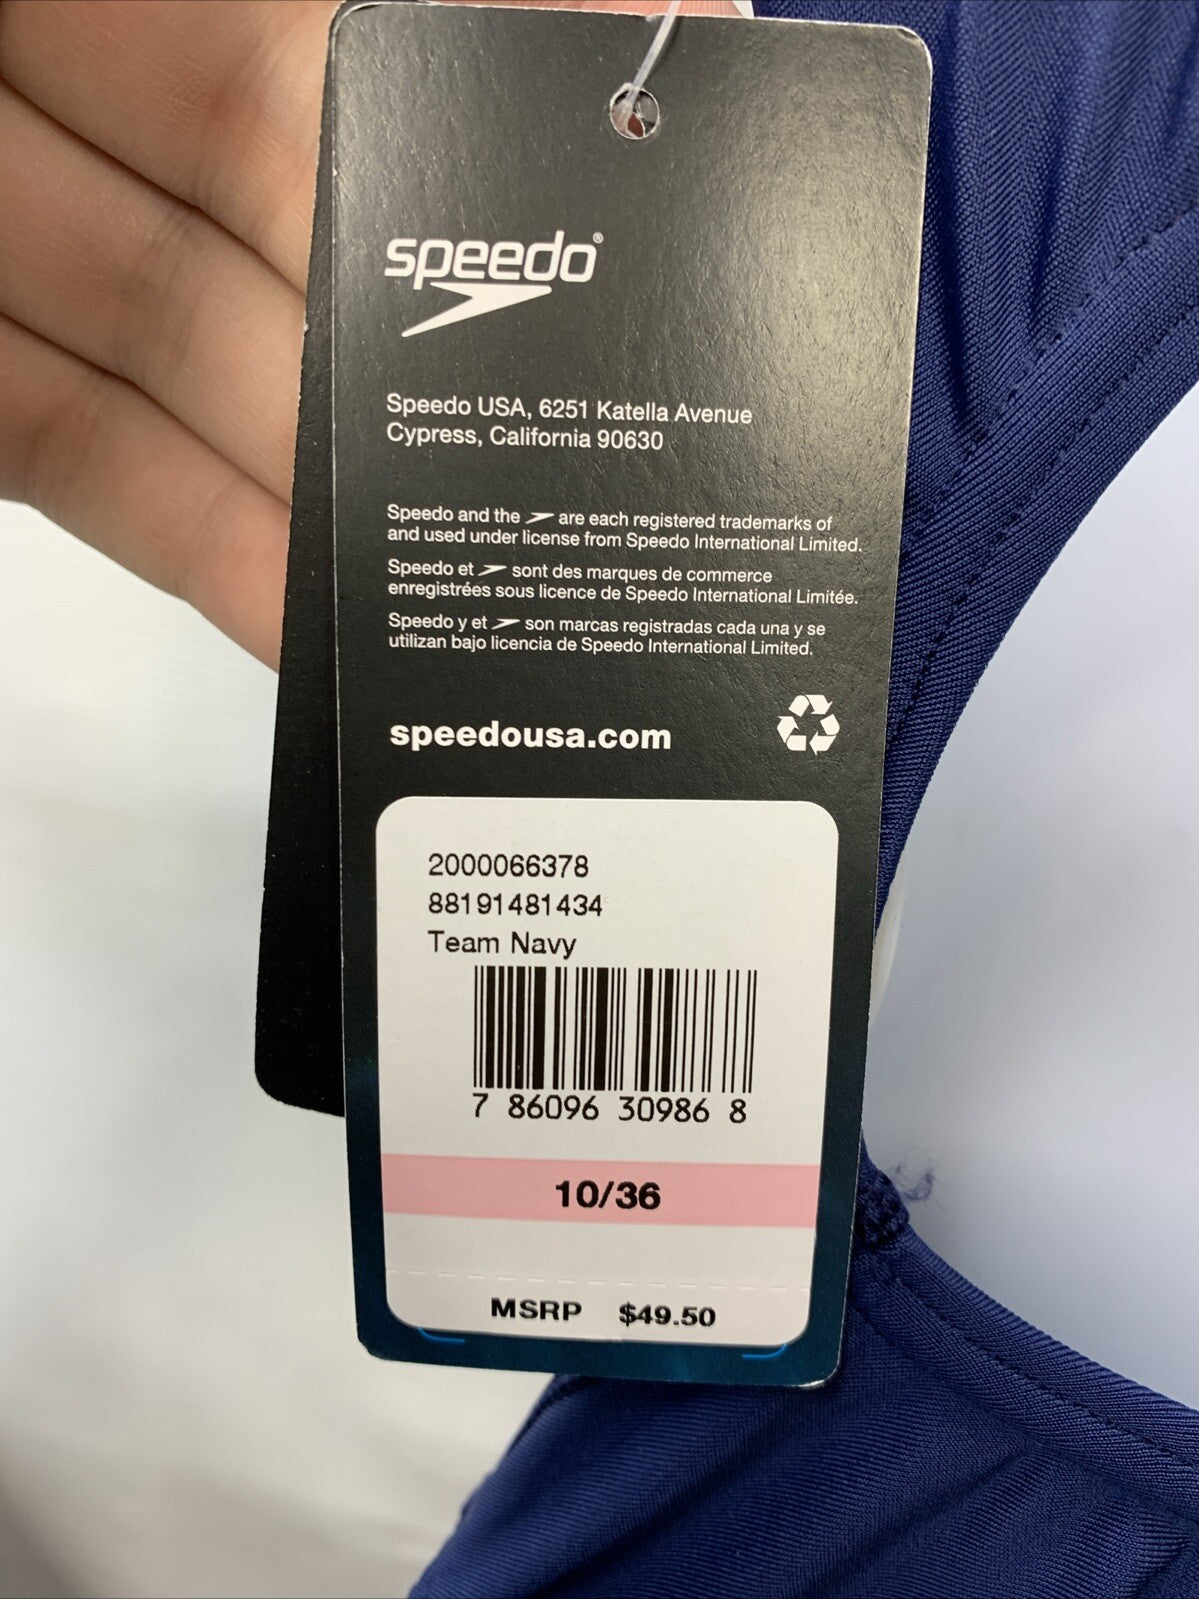 speedo®
Speedo USA, 6251 Katella Avenue
Cypress, California 90630
Speedo and the are each registered trademarks of
and used under license from Speedo International Limited.
Speedo et sont des marques de commerce
enregistrées sous licence de Speedo International Limitée.
Speedo y et son marcas registradas cada una y se
utilizan bajo licencia de Speedo International Limited.
speedousa.com
2000066378
88191481434
Team Navy
7 86096 30986 8
10/36
MSRP $49.50